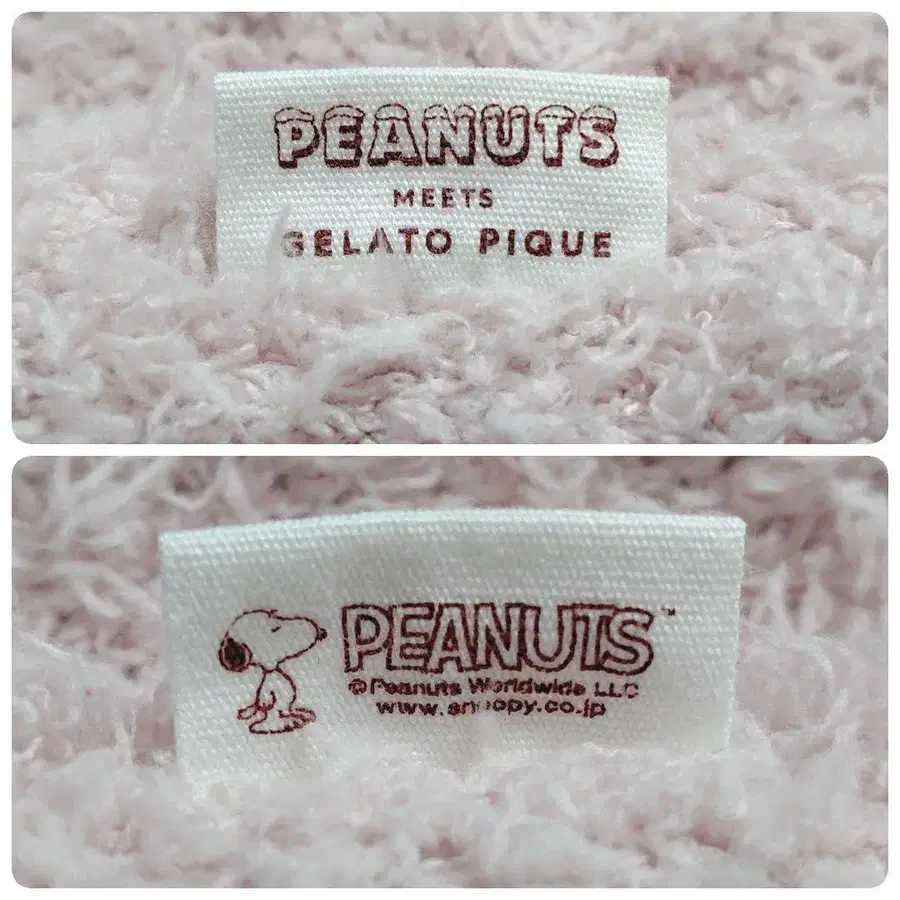 PEANUTS
MEETS
GELATO PIQUE
PEANUTS™
© Peanuts Worldwide LLC
www.snoopy.co.jp